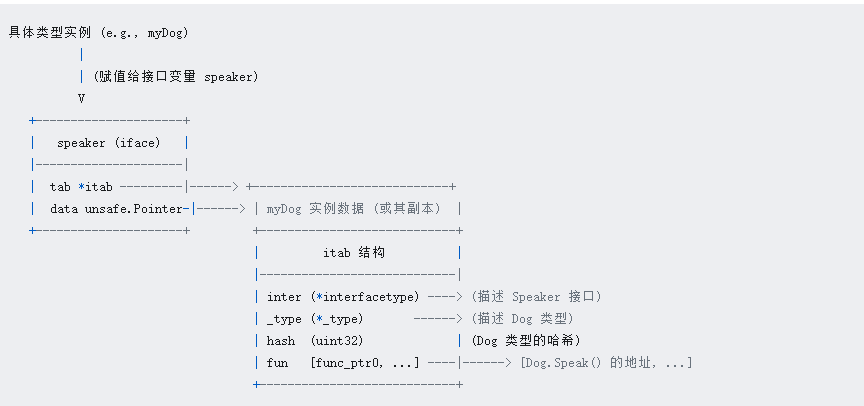 具体类型实例 (e.g., myDog)
|
| (赋值给接口变量 speaker)
V
+---------------------+
|   speaker (iface)   |
|---------------------|
|  tab *itab ---------|------> +---------------------------+
|  data unsafe.Pointer-|------> | myDog 实例数据 (或其副本)  |
+---------------------+        +---------------------------+
|        itab 结构         |
|---------------------------|
| inter (*interfacetype) ----> (描述 Speaker 接口)
| _type (*_type)      ------> (描述 Dog 类型)
| hash  (uint32)            | (Dog 类型的哈希)
| fun   [func_ptr0, ...] ----|------> [Dog.Speak() 的地址, ...]
+---------------------------+